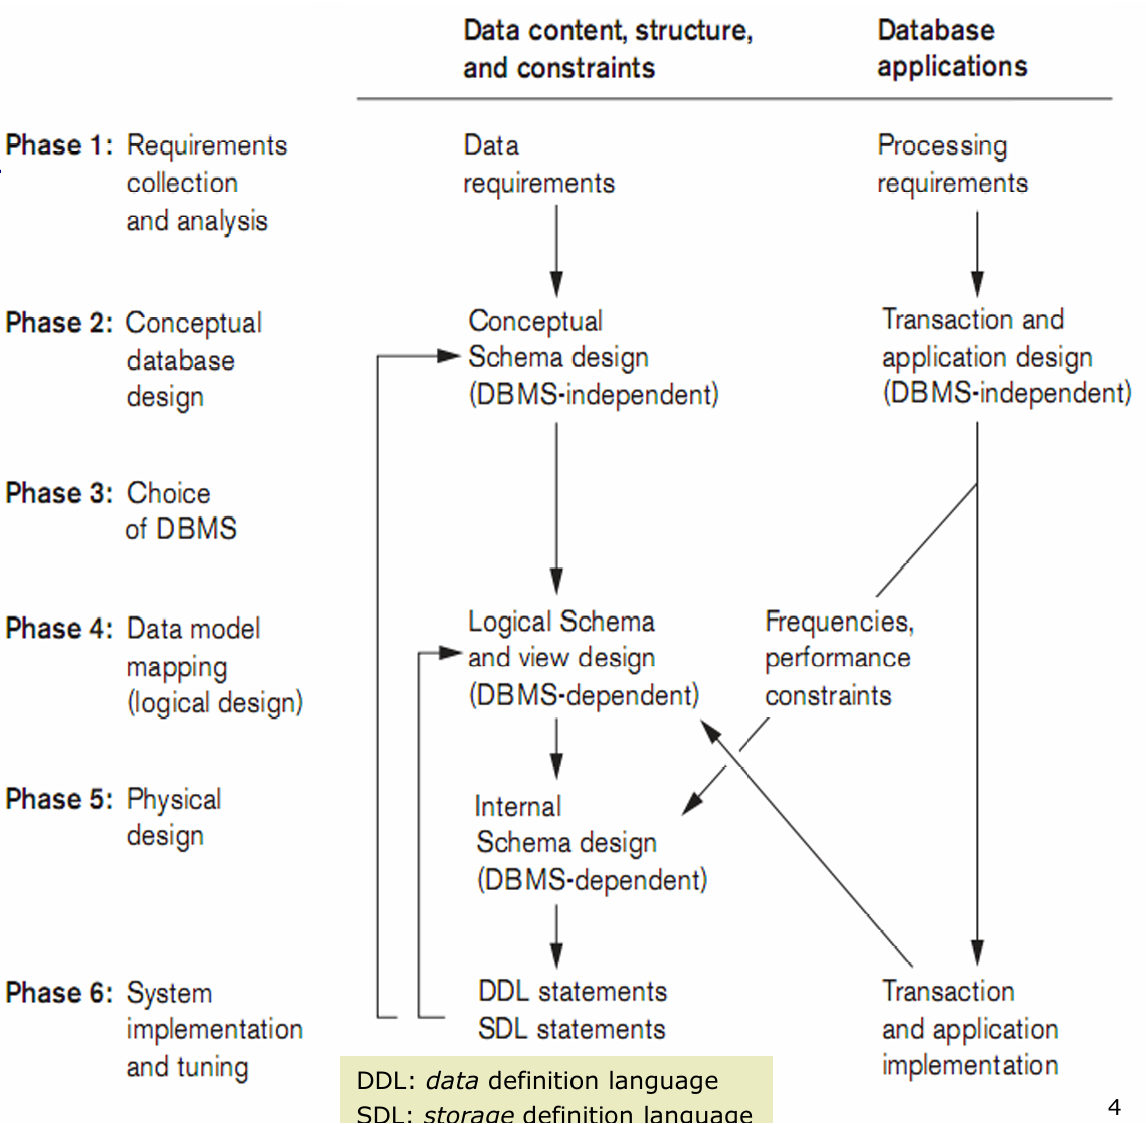 Data content, structure,
and constraints
Database
applications
Phase 1: Requirements
collection
and analysis
Data
requirements
Processing
requirements
Phase 2: Conceptual
database
design
Conceptual
Schema design
(DBMS-independent)
Transaction and
application design
(DBMS-independent)
Phase 3: Choice
of DBMS
Phase 4: Data model
mapping
(logical design)
Logical Schema
and view design
(DBMS-dependent)
Frequencies,
performance
constraints
Phase 5: Physical
design
Internal
Schema design
(DBMS-dependent)
Phase 6: System
implementation
and tuning
DDL statements
SDL statements
Transaction
and application
implementation
DDL: data definition language
SDL: storage definition language
4